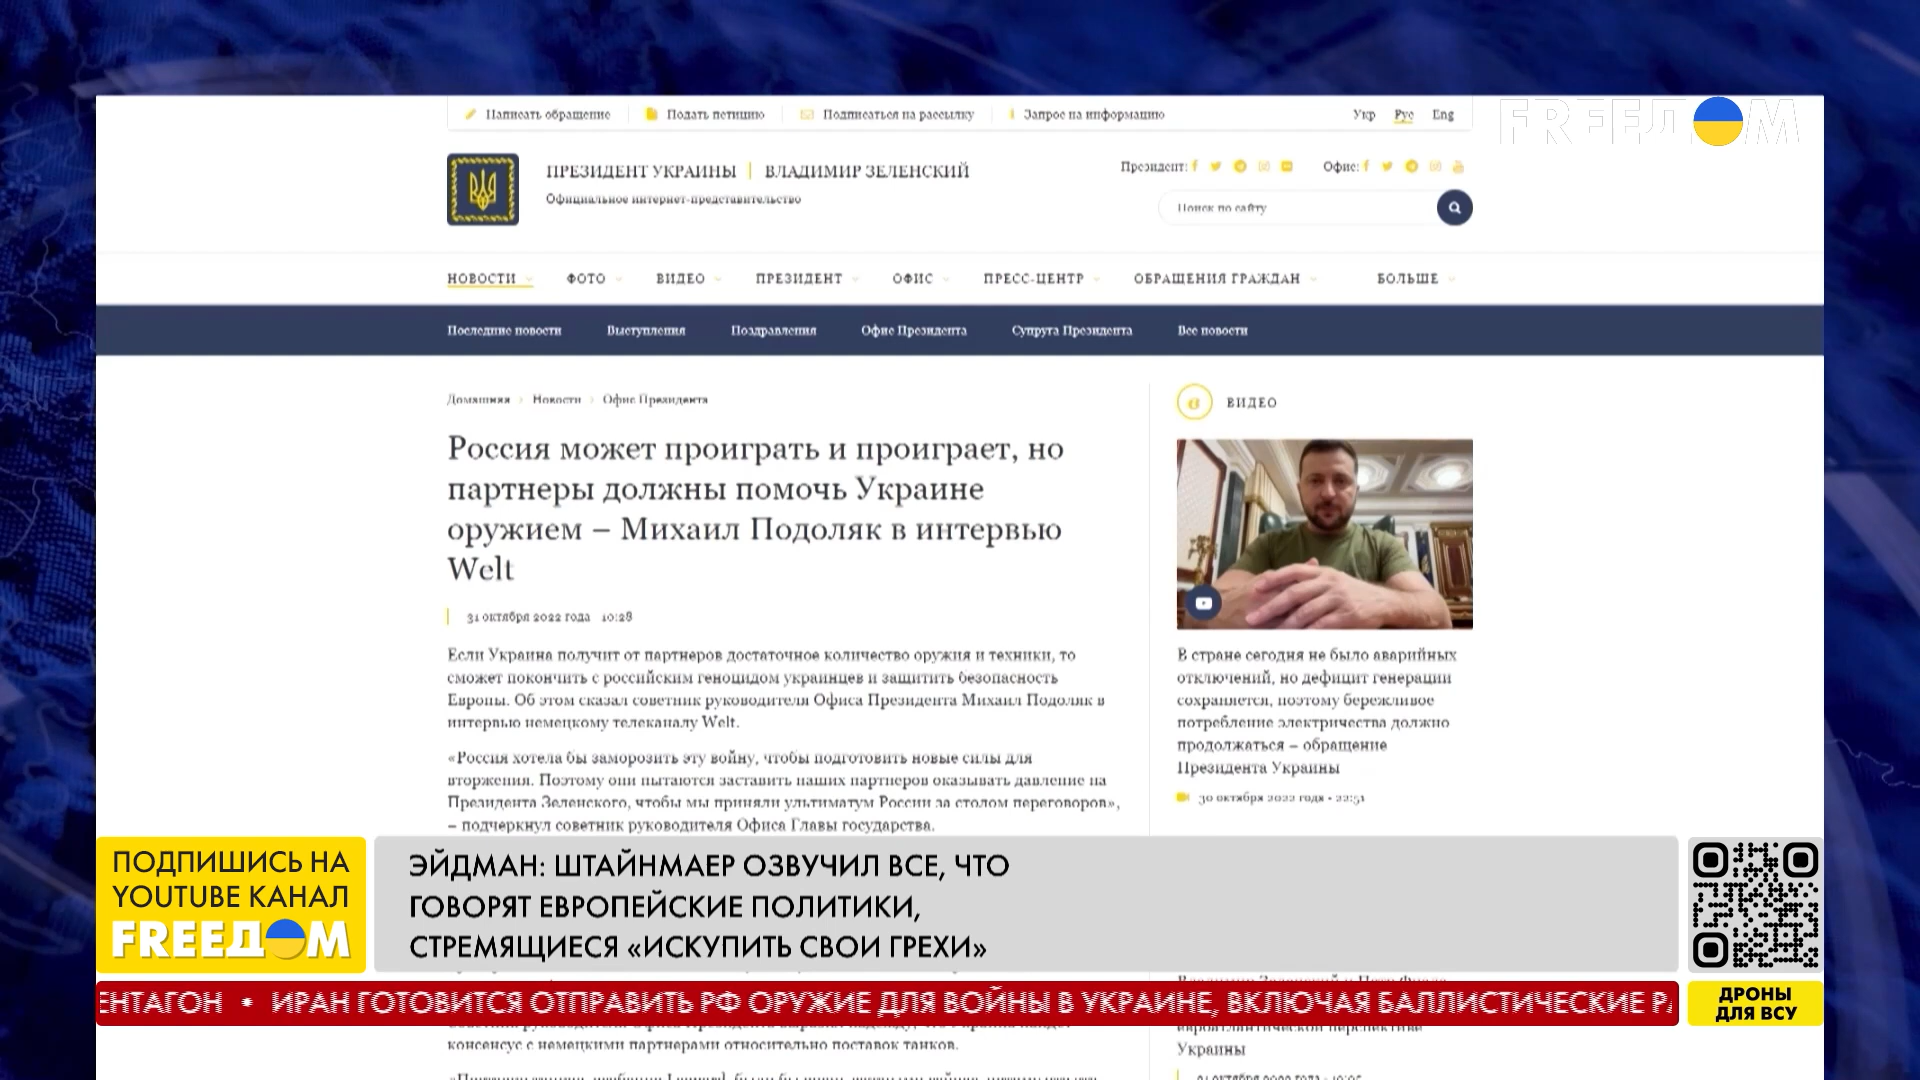 Написать обращение
Подать петицию
Подписаться на рассылку
Запрос на информацию
Укр Рус Eng
FREEДОМ
ПРЕЗИДЕНТ УКРАИНЫ | ВЛАДИМИР ЗЕЛЕНСКИЙ
Официальное интернет-представительство
Президент:
Офис:
Поиск по сайту
НОВОСТИ ФОТО ВИДЕО ПРЕЗИДЕНТ ОФИС ПРЕСС-ЦЕНТР ОБРАЩЕНИЯ ГРАЖДАН БОЛЬШЕ
Последние новости Выступления Поздравления Офис Президента Супруга Президента Все новости
Домашняя Новости Офис Президента
Россия может проиграть и проиграет, но
партнеры должны помочь Украине
оружием – Михаил Подоляк в интервью
Welt
31 октября 2022 года 10:28
Если Украина получит от партнеров достаточное количество оружия и техники, то
сможет покончить с российским геноцидом украинцев и защитить безопасность
Европы. Об этом сказал советник руководителя Офиса Президента Михаил Подоляк в
интервью немецкому телеканалу Welt.
«Россия хотела бы заморозить эту войну, чтобы подготовить новые силы для
вторжения. Поэтому они пытаются заставить наших партнеров оказывать давление на
Президента Зеленского, чтобы мы приняли ультиматум России за столом переговоров»,
– подчеркнул советник руководителя Офиса Главы государства.
ВИДЕО
В стране сегодня не было аварийных
отключений, но дефицит генерации
сохраняется, поэтому бережливое
потребление электричества должно
продолжаться – обращение
Президента Украины
30 октября 2022 года - 22:51
ПОДПИШИСЬ НА
YOUTUBE КАНАЛ
FREEДОМ
ЭЙДМАН: ШТАЙНМАЕР ОЗВУЧИЛ ВСЕ, ЧТО
ГОВОРЯТ ЕВРОПЕЙСКИЕ ПОЛИТИКИ,
СТРЕМЯЩИЕСЯ «ИСКУПИТЬ СВОИ ГРЕХИ»
ЕНТАГОН • ИРАН ГОТОВИТСЯ ОТПРАВИТЬ РФ ОРУЖИЕ ДЛЯ ВОЙНЫ В УКРАИНЕ, ВКЛЮЧАЯ БАЛЛИСТИЧЕСКИЕ РА
ДРОНЫ
ДЛЯ ВСУ
консенсус с немецкими партнерами относительно поставок танков.
Украины